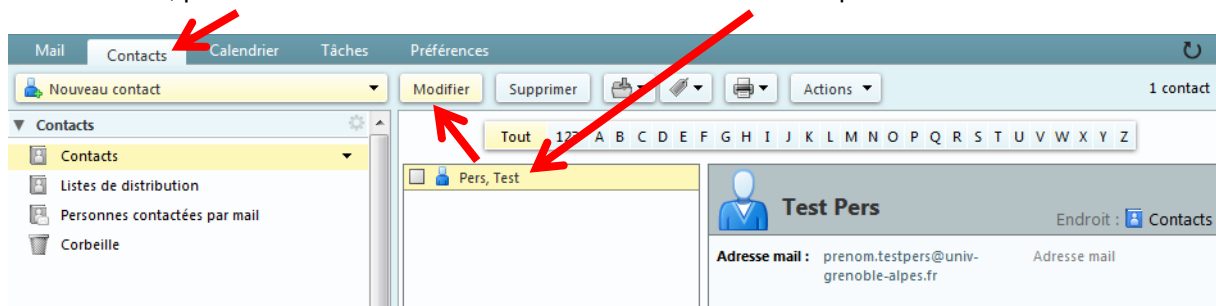 Mail Contacts Calendrier Tâches Préférences
Nouveau contact Modifier Supprimer Actions 1 contact
Contacts
Tout A B C D E F G H I J K L M N O P Q R S T U V W X Y Z
Contacts
Listes de distribution
Personnes contactées par mail
Corbeille
Pers, Test
Test Pers
Endroit : Contacts
Adresse mail : prenom.testpers@univ-
grenoble-alpes.fr
Adresse mail